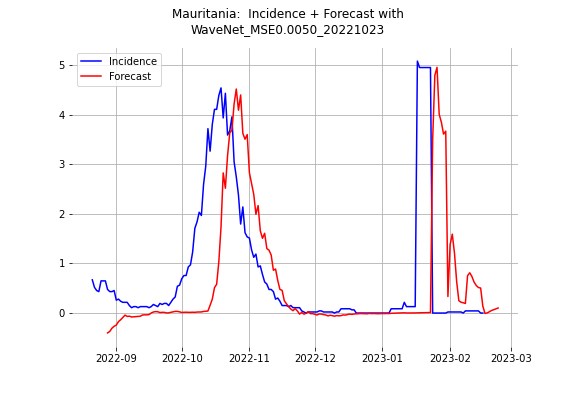 Mauritania:  Incidence + Forecast with
WaveNet_MSE0.0050_20221023
Incidence
Forecast
5
4
3
2
1
0
2022-09 2022-10 2022-11 2022-12 2023-01 2023-02 2023-03